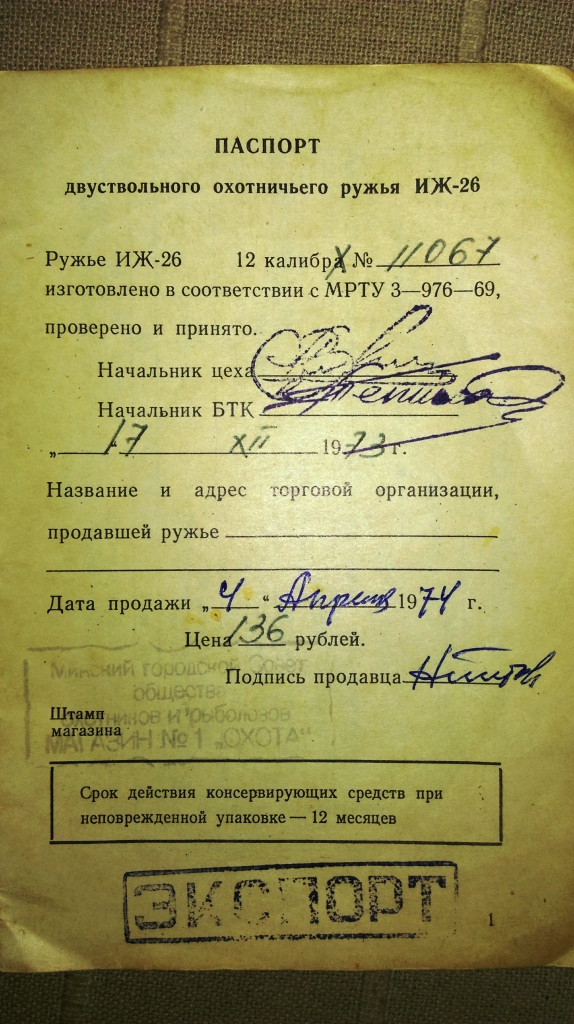 ПАСПОРТ
двуствольного охотничьего ружья ИЖ-26
Ружье ИЖ-26 12 калибра Х № 11067
изготовлено в соответствии с МРТУ 3—976—69,
проверено и принято.
Начальник цеха
Начальник БТК
„ 17 “ XII 1973 г.
Название и адрес торговой организации,
продавшей ружье
Дата продажи „ 4 “ Апреля 1974 г.
Цена 136 рублей.
Минский городской Совет
Подпись продавца
общества
охотников и рыболовов
Штамп
магазина
МАГАЗИН № 1 „ОХОТА“
Срок действия консервирующих средств при
неповрежденной упаковке — 12 месяцев
ЭКСПОРТ
1